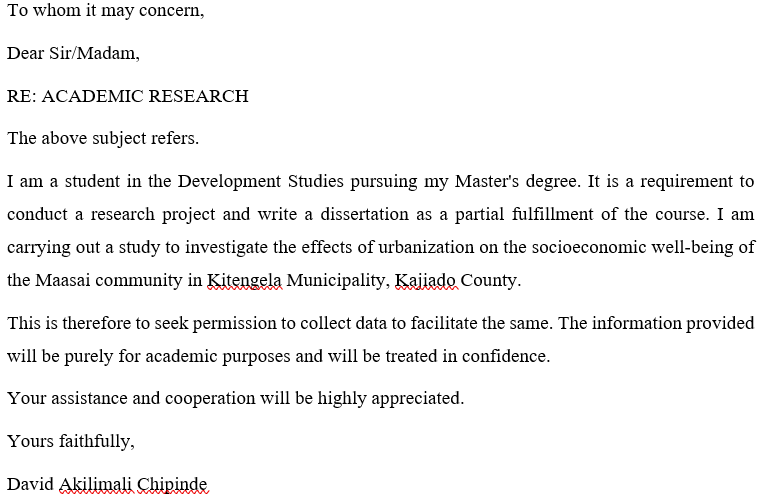 To whom it may concern,
Dear Sir/Madam,
RE: ACADEMIC RESEARCH
The above subject refers.
I am a student in the Development Studies pursuing my Master's degree. It is a requirement to
conduct a research project and write a dissertation as a partial fulfillment of the course. I am
carrying out a study to investigate the effects of urbanization on the socioeconomic well-being of
the Maasai community in Kitengela Municipality, Kajiado County.
This is therefore to seek permission to collect data to facilitate the same. The information provided
will be purely for academic purposes and will be treated in confidence.
Your assistance and cooperation will be highly appreciated.
Yours faithfully,
David Akilimali Chipinde